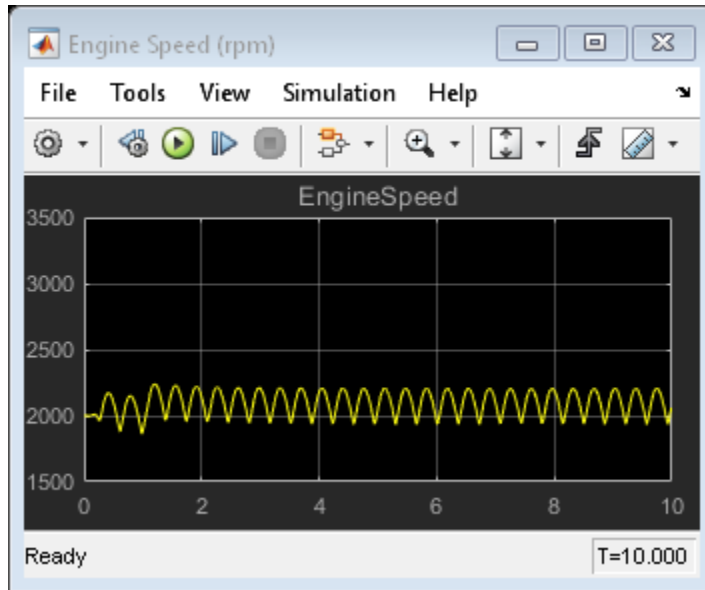 Engine Speed (rpm)
File Tools View Simulation Help
EngineSpeed
3500
3000
2500
2000
1500
0 2 4 6 8 10
Ready T=10.000